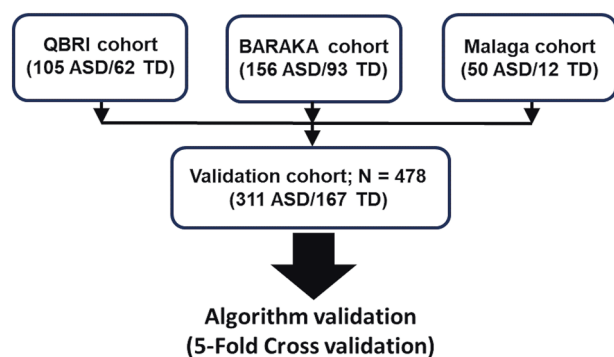 QBRI cohort
(105 ASD/62 TD)
BARAKA cohort
(156 ASD/93 TD)
Malaga cohort
(50 ASD/12 TD)
Validation cohort; N = 478
(311 ASD/167 TD)
Algorithm validation
(5-Fold Cross validation)